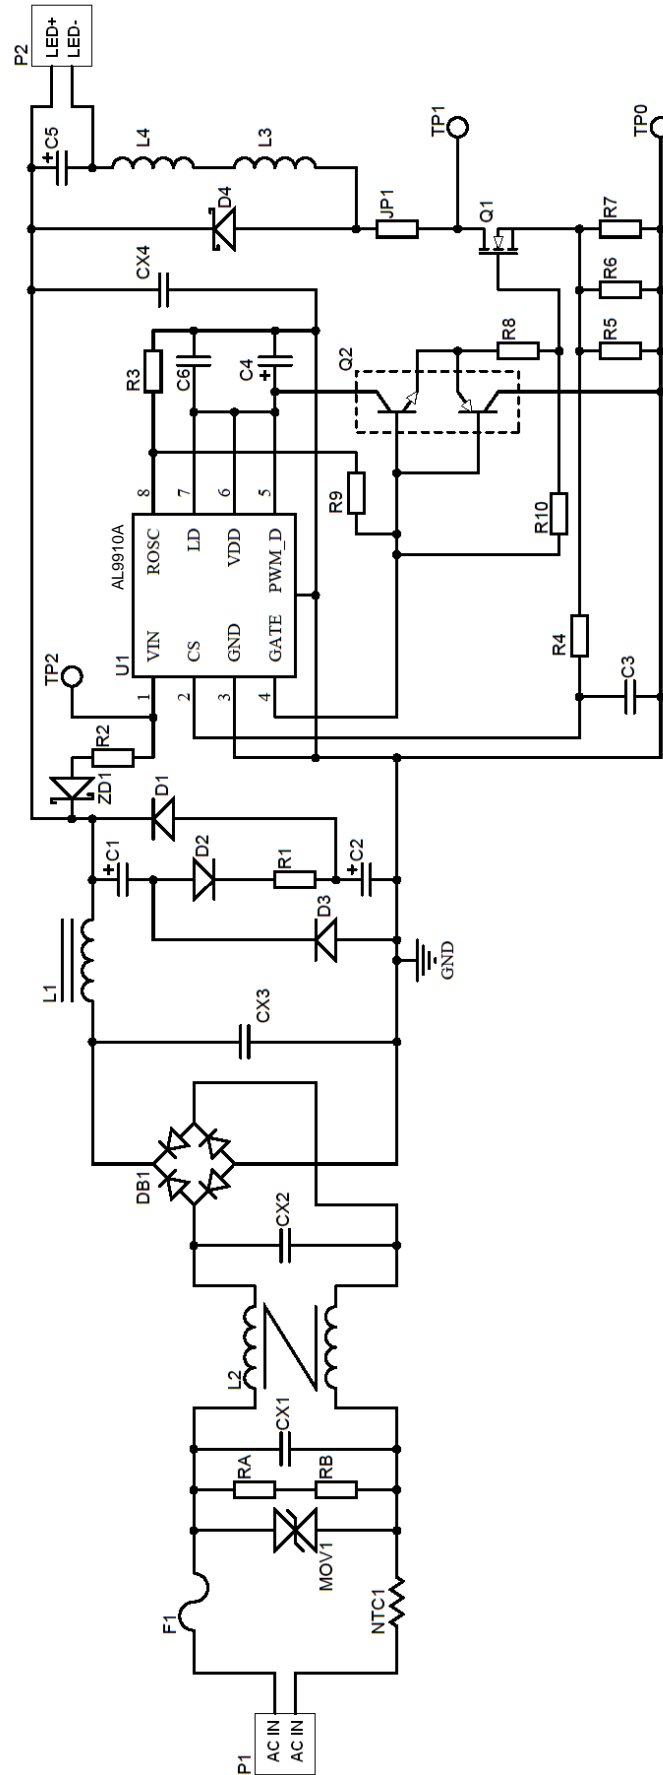 P1
AC IN
AC IN
F1
NTC1
MOV1
RA
RB
CX1
L2
CX2
DB1
CX3
L1
GND
C1
D3
D2
R1
C2
D1
ZD1
R2
TP2
U1
AL9910A
1
2
3
4
VIN
CS
GND
GATE
ROSC
LD
VDD
PWM_D
8
7
6
5
R3
C6
C4
CX4
R9
Q2
R8
R10
R4
C3
R5
R6
R7
Q1
JP1
TP1
TP0
D4
L4
L3
C5
P2
LED+
LED-